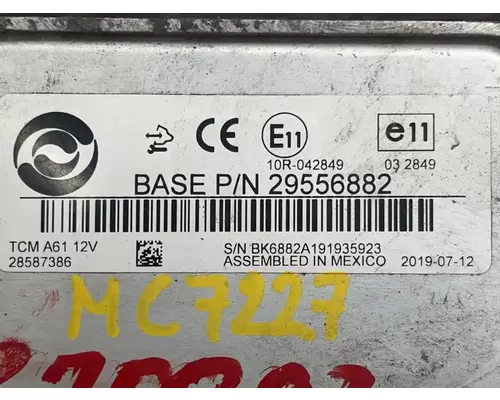 CE E11 e11
10R-042849 03 2849
BASE P/N 29556882
TCM A61 12V S/N BK6882A191935923
28587386 ASSEMBLED IN MEXICO 2019-07-12
MC7227